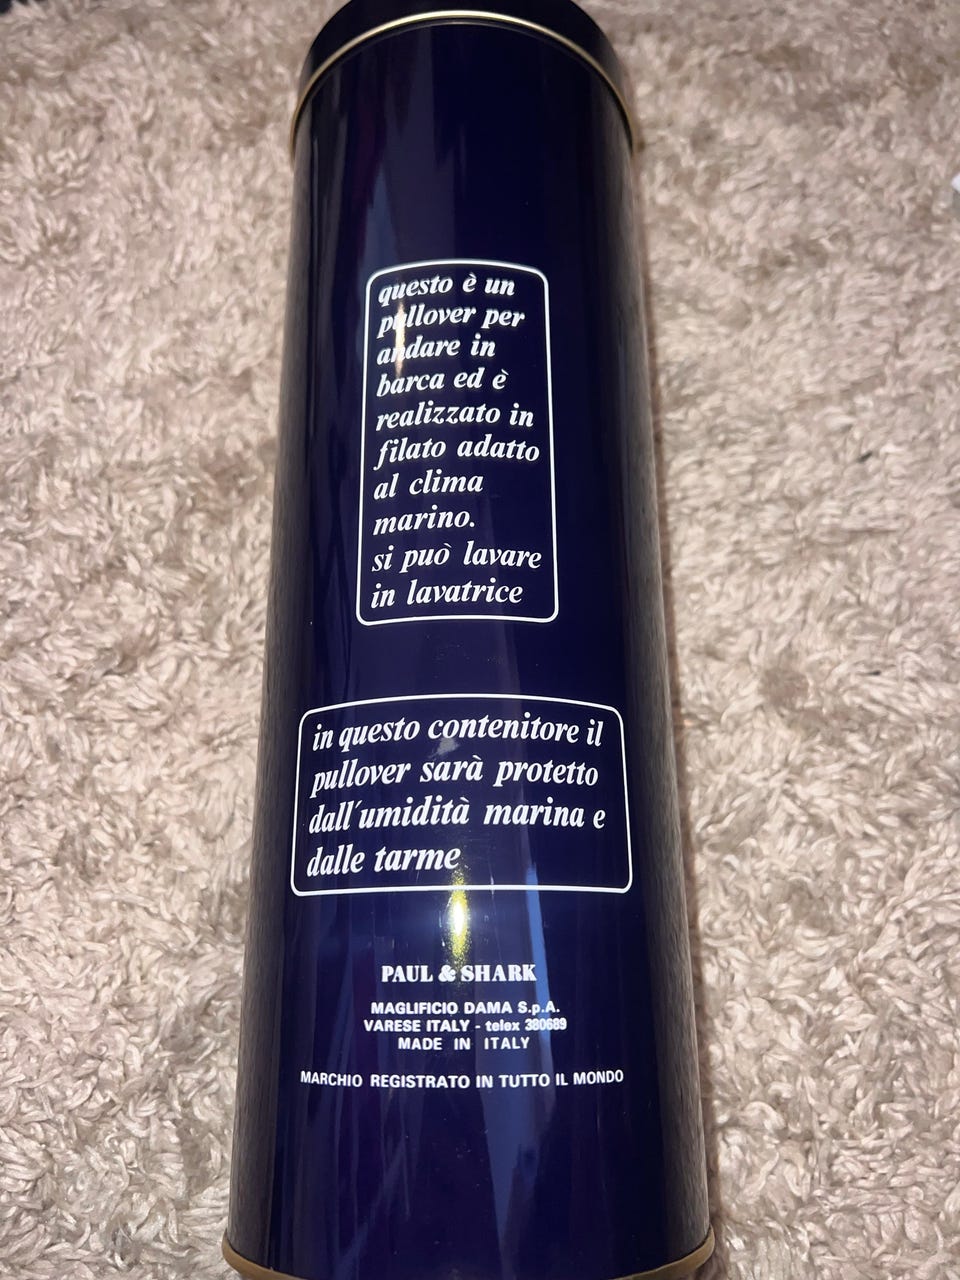 questo è un
pullover per
andare in
barca ed è
realizzato in
filato adatto
al clima
marino.
si può lavare
in lavatrice
in questo contenitore il
pullover sarà protetto
dall'umidità marina e
dalle tarme
PAUL & SHARK
MAGLIFICIO DAMA S.p.A.
VARESE ITALY - telex 380689
MADE IN ITALY
MARCHIO REGISTRATO IN TUTTO IL MONDO